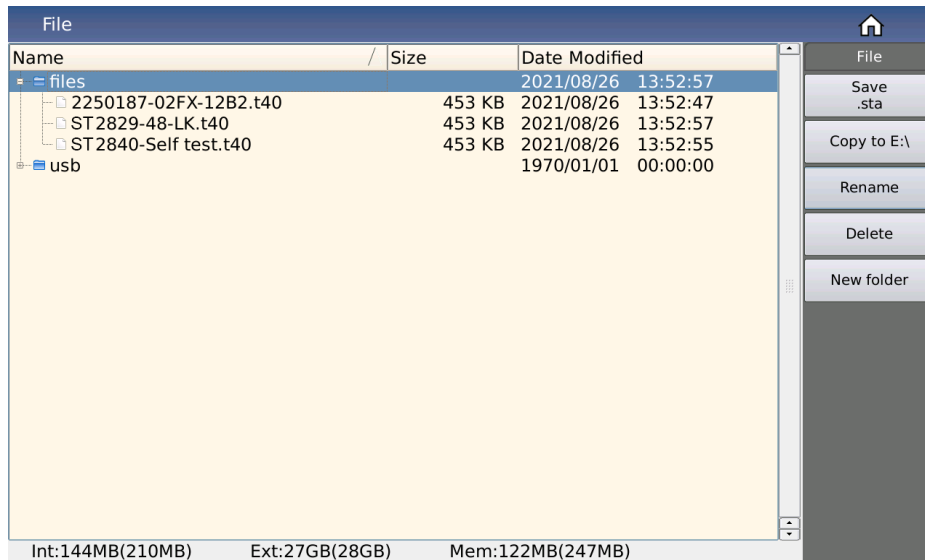 File
Name / Size Date Modified
files 2021/08/26 13:52:57
2250187-02FX-12B2.t40 453 KB 2021/08/26 13:52:47
ST2829-48-LK.t40 453 KB 2021/08/26 13:52:57
ST2840-Self test.t40 453 KB 2021/08/26 13:52:55
usb 1970/01/01 00:00:00
Int:144MB(210MB) Ext:27GB(28GB) Mem:122MB(247MB)
File
Save
.sta
Copy to E:\
Rename
Delete
New folder